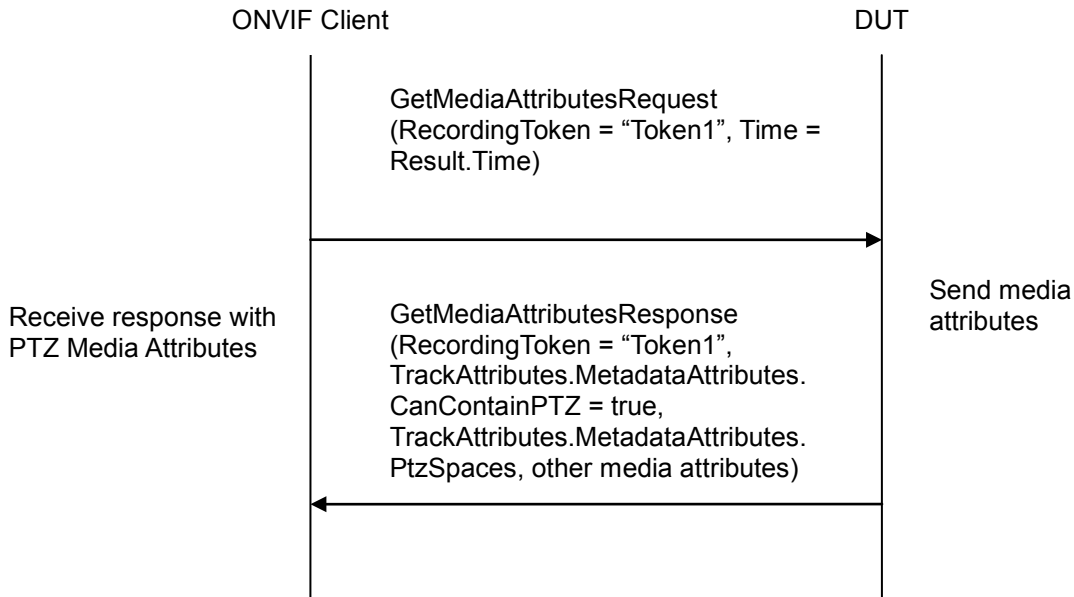 ONVIF Client
DUT
GetMediaAttributesRequest
(RecordingToken = “Token1”, Time =
Result.Time)
Send media
attributes
Receive response with
PTZ Media Attributes
GetMediaAttributesResponse
(RecordingToken = “Token1”,
TrackAttributes.MetadataAttributes.
CanContainPTZ = true,
TrackAttributes.MetadataAttributes.
PtzSpaces, other media attributes)